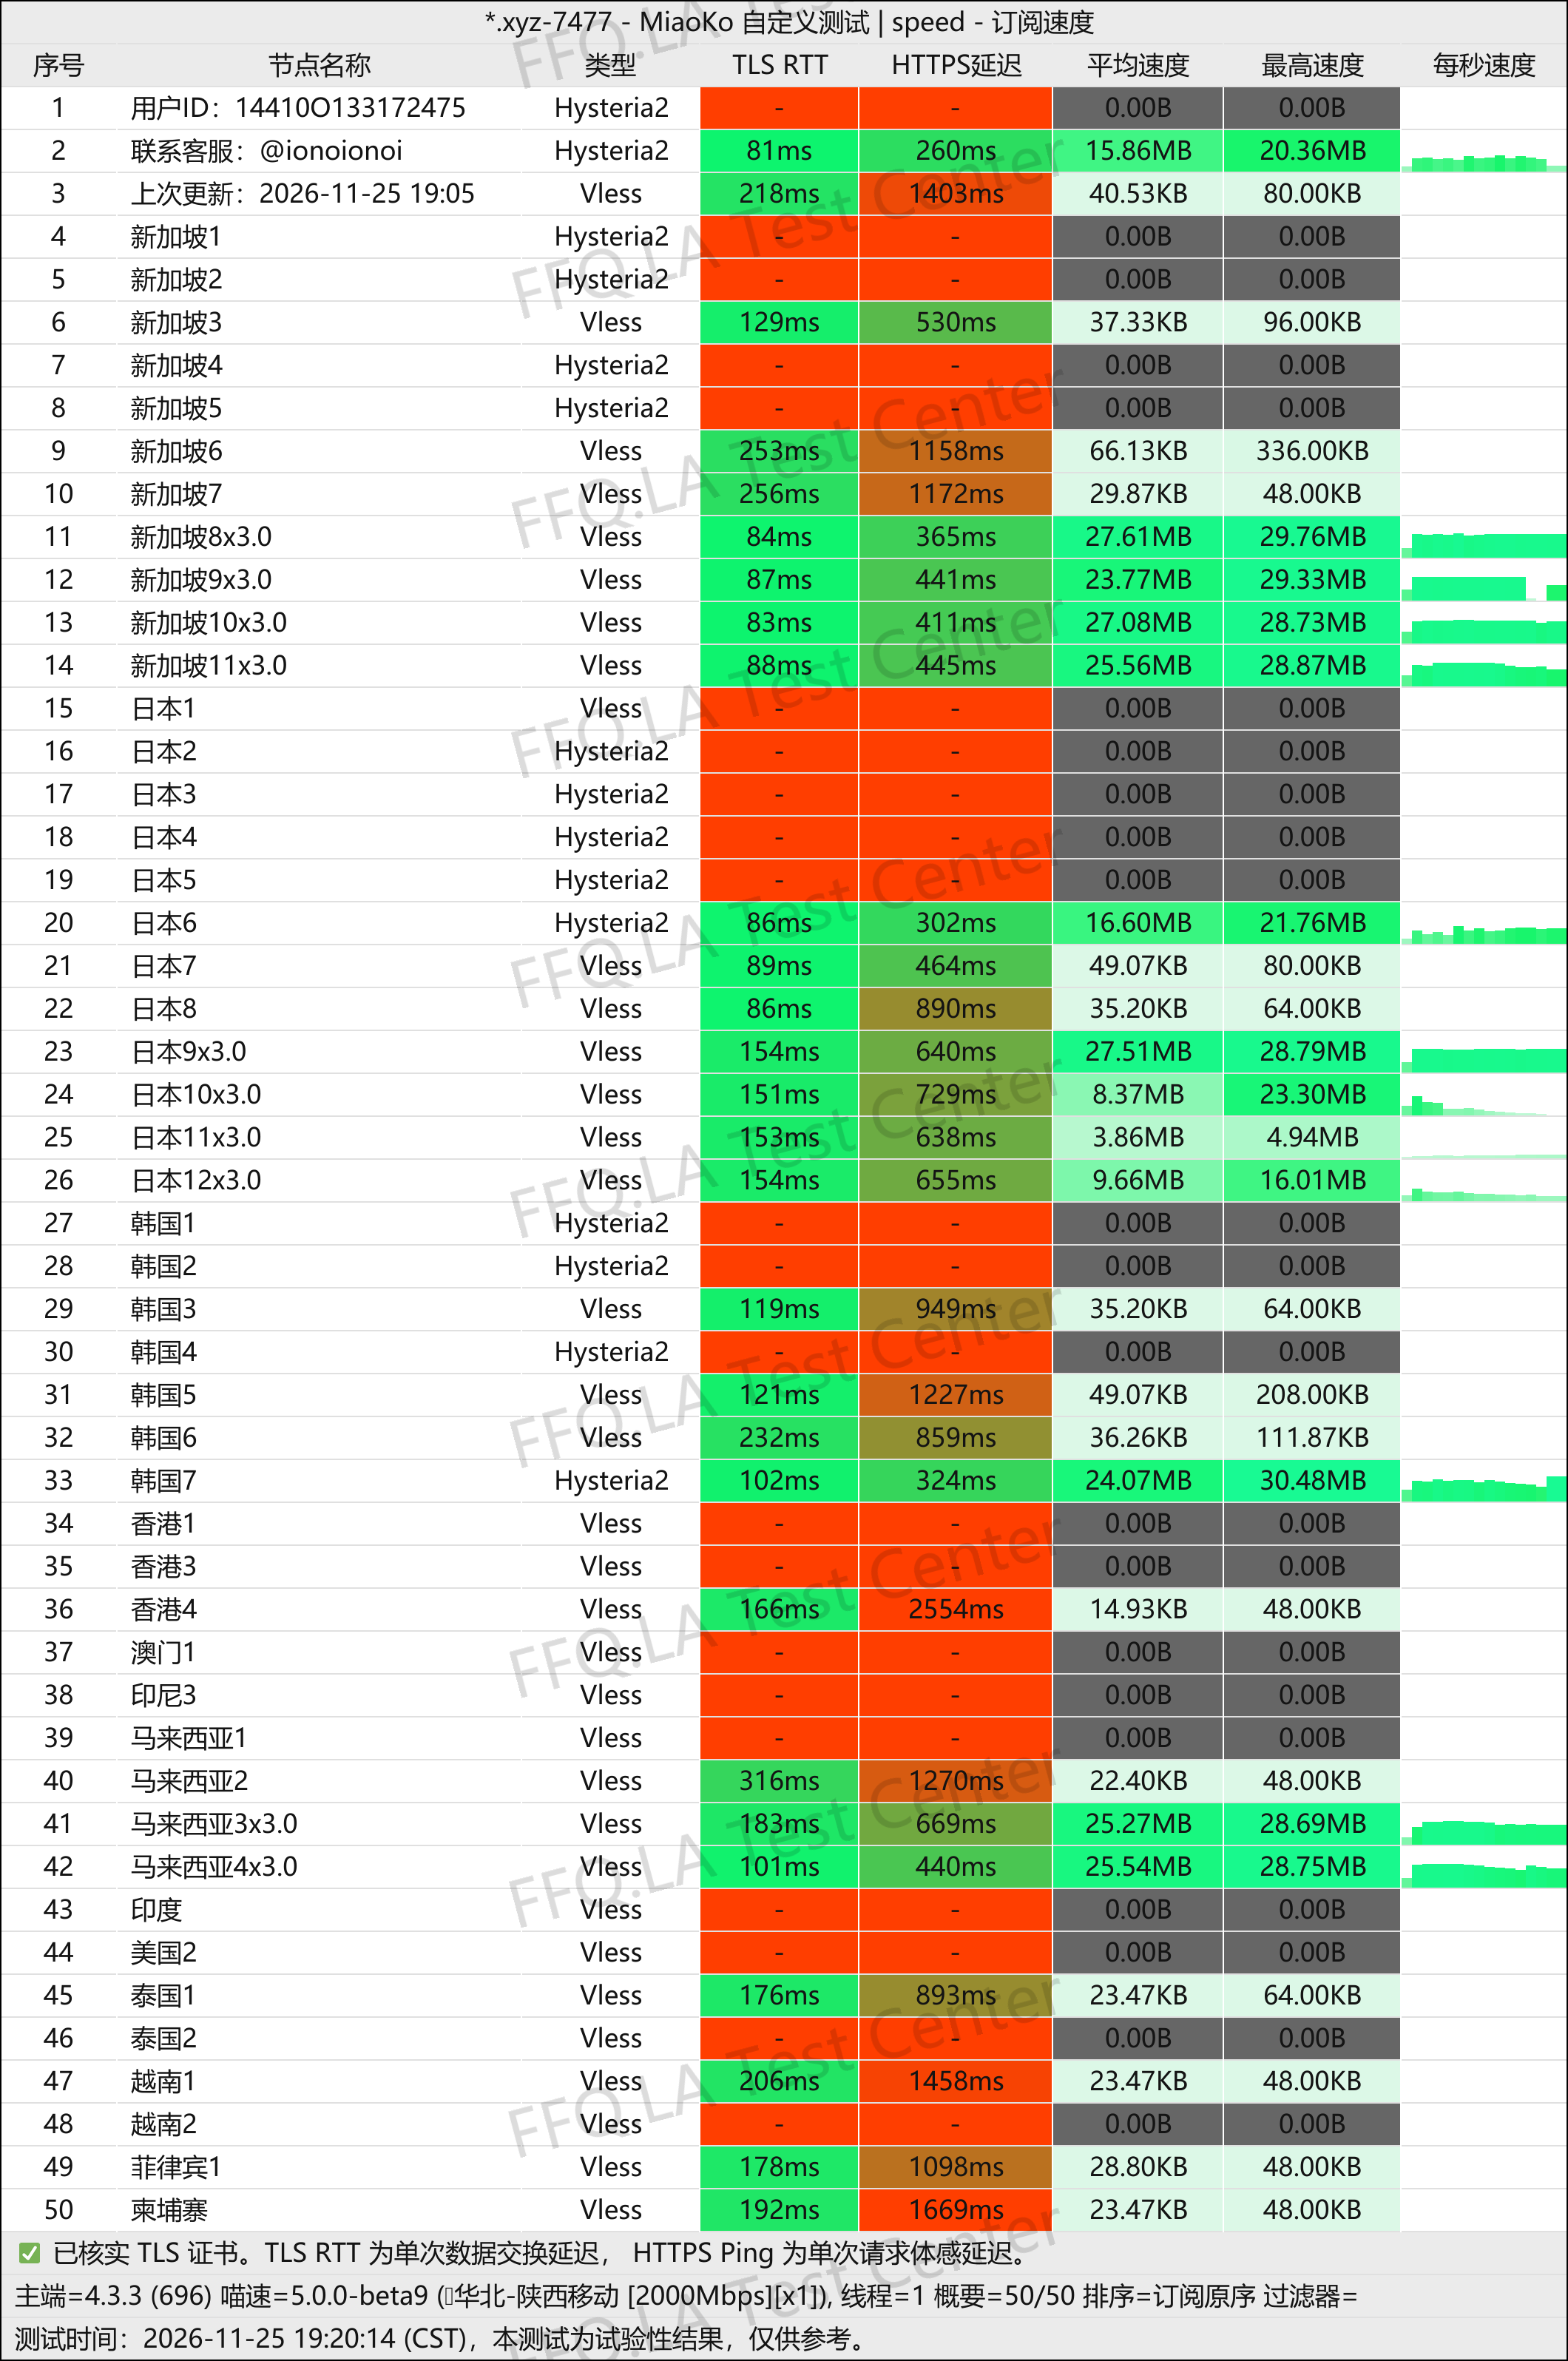 *.xyz-7477 - MiaoKo 自定义测试 | speed - 订阅速度
序号 节点名称 类型 TLS RTT HTTPS延迟 平均速度 最高速度 每秒速度
1 用户ID：14410O133172475 Hysteria2 - - 0.00B 0.00B
2 联系客服：@ionoionoi Hysteria2 81ms 260ms 15.86MB 20.36MB
3 上次更新：2026-11-25 19:05 Vless 218ms 1403ms 40.53KB 80.00KB
4 新加坡1 Hysteria2 - - 0.00B 0.00B
5 新加坡2 Hysteria2 - - 0.00B 0.00B
6 新加坡3 Vless 129ms 530ms 37.33KB 96.00KB
7 新加坡4 Hysteria2 - - 0.00B 0.00B
8 新加坡5 Hysteria2 - - 0.00B 0.00B
9 新加坡6 Vless 253ms 1158ms 66.13KB 336.00KB
10 新加坡7 Vless 256ms 1172ms 29.87KB 48.00KB
11 新加坡8x3.0 Vless 84ms 365ms 27.61MB 29.76MB
12 新加坡9x3.0 Vless 87ms 441ms 23.77MB 29.33MB
13 新加坡10x3.0 Vless 83ms 411ms 27.08MB 28.73MB
14 新加坡11x3.0 Vless 88ms 445ms 25.56MB 28.87MB
15 日本1 Vless - - 0.00B 0.00B
16 日本2 Hysteria2 - - 0.00B 0.00B
17 日本3 Hysteria2 - - 0.00B 0.00B
18 日本4 Hysteria2 - - 0.00B 0.00B
19 日本5 Hysteria2 - - 0.00B 0.00B
20 日本6 Hysteria2 86ms 302ms 16.60MB 21.76MB
21 日本7 Vless 89ms 464ms 49.07KB 80.00KB
22 日本8 Vless 86ms 890ms 35.20KB 64.00KB
23 日本9x3.0 Vless 154ms 640ms 27.51MB 28.79MB
24 日本10x3.0 Vless 151ms 729ms 8.37MB 23.30MB
25 日本11x3.0 Vless 153ms 638ms 3.86MB 4.94MB
26 日本12x3.0 Vless 154ms 655ms 9.66MB 16.01MB
27 韩国1 Hysteria2 - - 0.00B 0.00B
28 韩国2 Hysteria2 - - 0.00B 0.00B
29 韩国3 Vless 119ms 949ms 35.20KB 64.00KB
30 韩国4 Hysteria2 - - 0.00B 0.00B
31 韩国5 Vless 121ms 1227ms 49.07KB 208.00KB
32 韩国6 Vless 232ms 859ms 36.26KB 111.87KB
33 韩国7 Hysteria2 102ms 324ms 24.07MB 30.48MB
34 香港1 Vless - - 0.00B 0.00B
35 香港3 Vless - - 0.00B 0.00B
36 香港4 Vless 166ms 2554ms 14.93KB 48.00KB
37 澳门1 Vless - - 0.00B 0.00B
38 印尼3 Vless - - 0.00B 0.00B
39 马来西亚1 Vless - - 0.00B 0.00B
40 马来西亚2 Vless 316ms 1270ms 22.40KB 48.00KB
41 马来西亚3x3.0 Vless 183ms 669ms 25.27MB 28.69MB
42 马来西亚4x3.0 Vless 101ms 440ms 25.54MB 28.75MB
43 印度 Vless - - 0.00B 0.00B
44 美国2 Vless - - 0.00B 0.00B
45 泰国1 Vless 176ms 893ms 23.47KB 64.00KB
46 泰国2 Vless - - 0.00B 0.00B
47 越南1 Vless 206ms 1458ms 23.47KB 48.00KB
48 越南2 Vless - - 0.00B 0.00B
49 菲律宾1 Vless 178ms 1098ms 28.80KB 48.00KB
50 柬埔寨 Vless 192ms 1669ms 23.47KB 48.00KB
✅ 已核实 TLS 证书。TLS RTT 为单次数据交换延迟， HTTPS Ping 为单次请求体感延迟。
主端=4.3.3 (696) 喵速=5.0.0-beta9 (▯华北-陕西移动 [2000Mbps][x1]), 线程=1 概要=50/50 排序=订阅原序 过滤器=
测试时间：2026-11-25 19:20:14 (CST)，本测试为试验性结果，仅供参考。
FFQ.LA Test Center
FFQ.LA Test Center
FFQ.LA Test Center
FFQ.LA Test Center
FFQ.LA Test Center
FFQ.LA Test Center
FFQ.LA Test Center
FFQ.LA Test Center
FFQ.LA Test Center
FFQ.LA Test Center